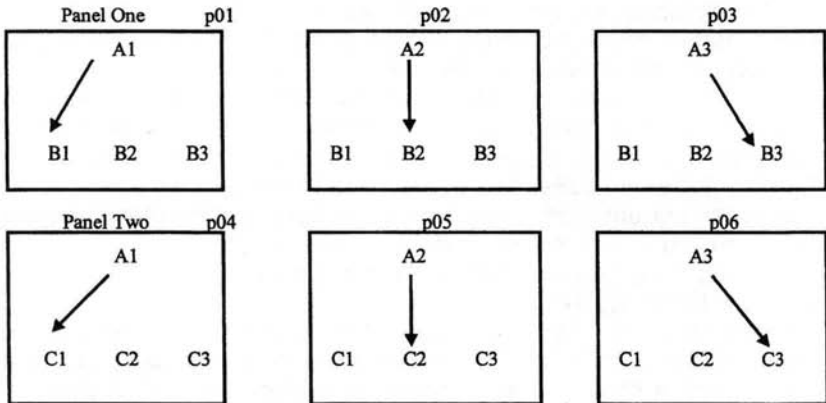 Panel One p01 p02 p03
A1 A2 A3
B1 B2 B3 B1 B2 B3 B1 B2 B3
Panel Two p04 p05 p06
A1 A2 A3
C1 C2 C3 C1 C2 C3 C1 C2 C3